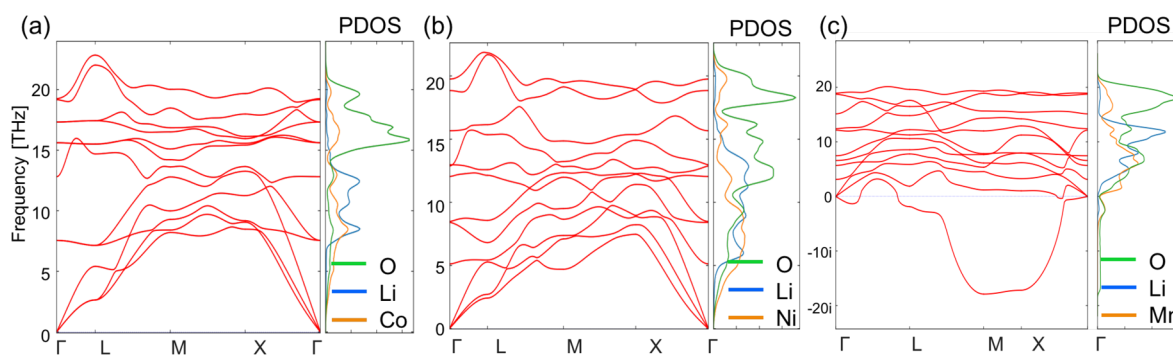 (a)
PDOS
Frequency [THz]
20
15
10
5
0
Γ L M X Γ
O
Li
Co
(b)
PDOS
20
15
10
5
0
Γ L M X Γ
O
Li
Ni
(c)
PDOS
20
10
0
-10i
-20i
Γ L M X Γ
O
Li
Mn